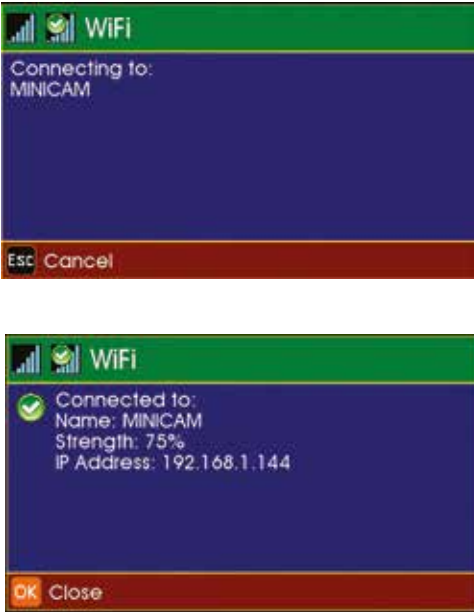 WiFi
Connecting to:
MINICAM
Esc Cancel
WiFi
Connected to:
Name: MINICAM
Strength: 75%
IP Address: 192.168.1.144
OK Close